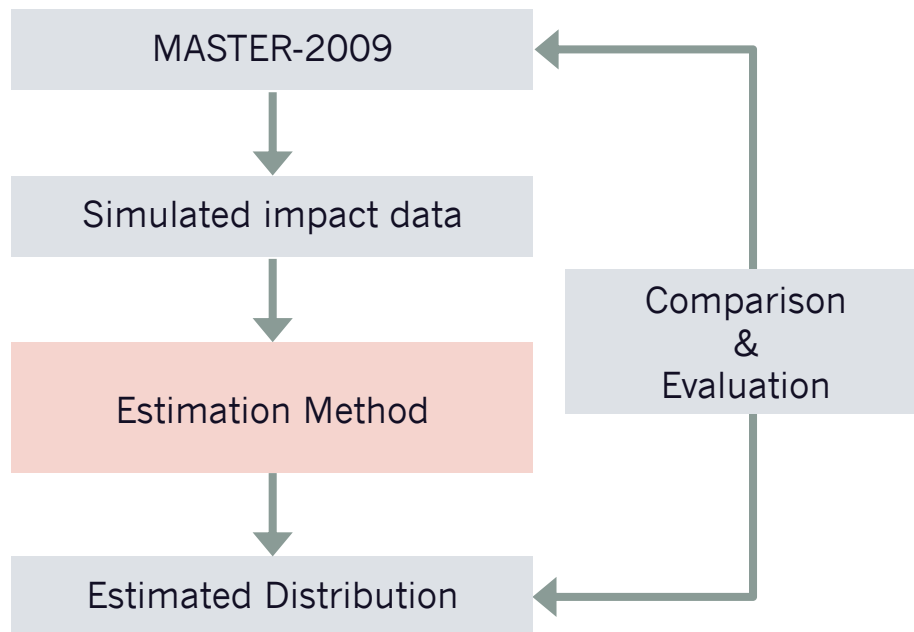 MASTER-2009
Simulated impact data
Estimation Method
Estimated Distribution
Comparison
&
Evaluation